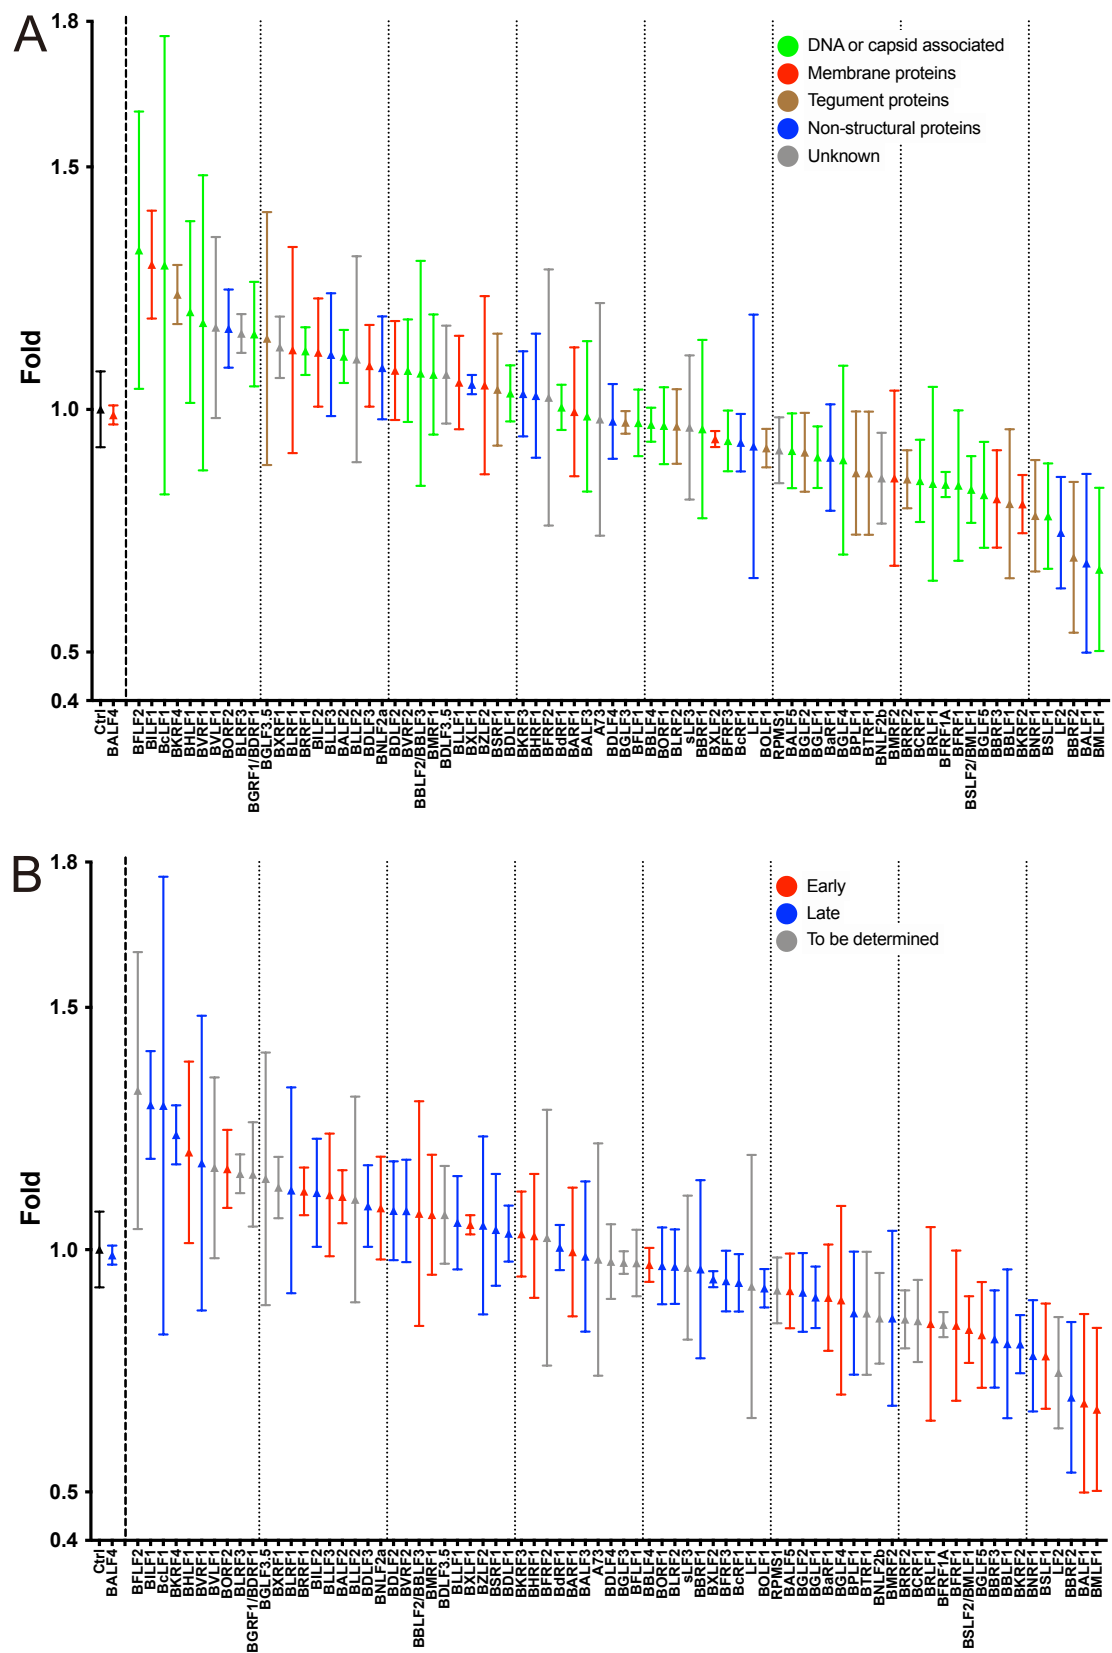 A
1.8
1.5
1.0
0.5
0.4
Fold
DNA or capsid associated
Membrane proteins
Tegument proteins
Non-structural proteins
Unknown
Ctrl
BALF4
BFLF2
BILF1
BcLF1
BKRF4
BHLF1
BVRF1
BVLF1
BORF2
BLRF3
BGRF1/BDRF1
BGLF3.5
BXRF1
BLRF1
BRRF1
BILF2
BLLF3
BALF2
BLLF2
BDLF3
BNLF2a
BDLF2
BVRF2
BBLF2/BBLF3
BMRF1
BDLF3.5
BLLF1
BXLF1
BZLF2
BSRF1
BDLF1
BKRF3
BHRF1
BFRF2
BdRF1
BARF1
BALF3
A73
BDLF4
BGLF3
BFLF1
BBLF4
BORF1
BLRF2
sLF3
BBRF1
BXLF2
BFRF3
BcRF1
LF1
BOLF1
RPMS1
BALF5
BGLF2
BGLF1
BaRF1
BGLF4
BPLF1
BTRF1
BNLF2b
BMRF2
BRRF2
BCRF1
BRLF1
BFRF1A
BFRF1
BSLF2/BMLF1
BGLF5
BBRF3
BBLF1
BKRF2
BNRF1
BSLF1
LF2
BBRF2
BALF1
BMLF1
B
1.8
1.5
1.0
0.5
0.4
Fold
Early
Late
To be determined
Ctrl
BALF4
BFLF2
BILF1
BcLF1
BKRF4
BHLF1
BVRF1
BVLF1
BORF2
BLRF3
BGRF1/BDRF1
BGLF3.5
BXRF1
BLRF1
BRRF1
BILF2
BLLF3
BALF2
BLLF2
BDLF3
BNLF2a
BDLF2
BVRF2
BBLF2/BBLF3
BMRF1
BDLF3.5
BLLF1
BXLF1
BZLF2
BSRF1
BDLF1
BKRF3
BHRF1
BFRF2
BdRF1
BARF1
BALF3
A73
BDLF4
BGLF3
BFLF1
BBLF4
BORF1
BLRF2
sLF3
BBRF1
BXLF2
BFRF3
BcRF1
LF1
BOLF1
RPMS1
BALF5
BGLF2
BGLF1
BaRF1
BGLF4
BPLF1
BTRF1
BNLF2b
BMRF2
BRRF2
BCRF1
BRLF1
BFRF1A
BFRF1
BSLF2/BMLF1
BGLF5
BBRF3
BBLF1
BKRF2
BNRF1
BSLF1
LF2
BBRF2
BALF1
BMLF1